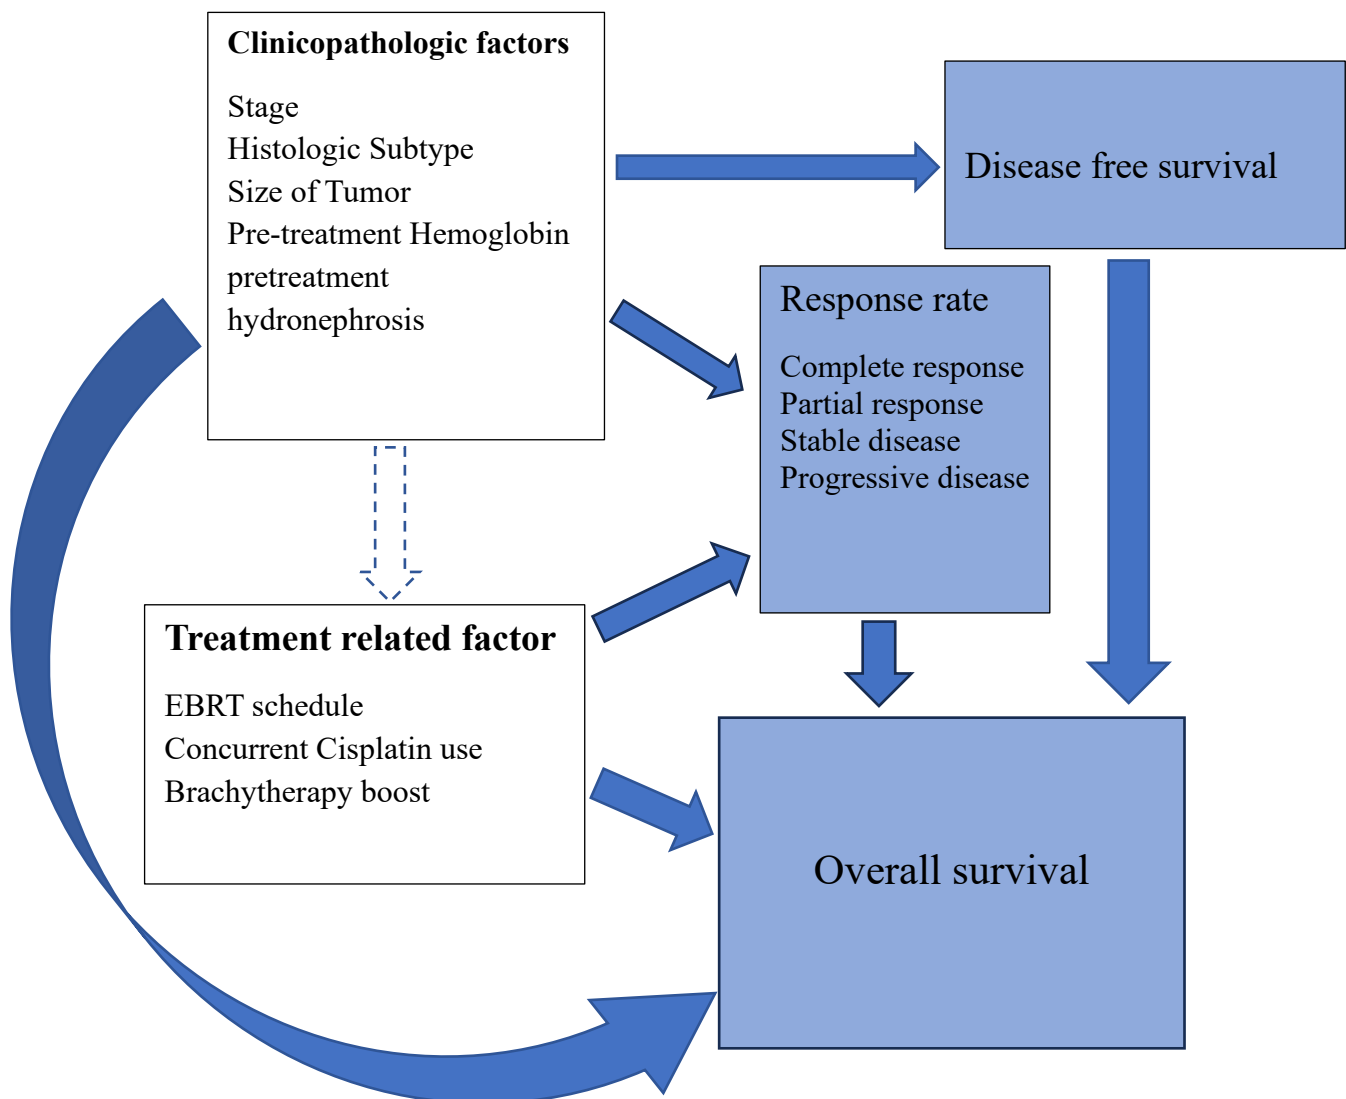 Clinicopathologic factors
Stage
Histologic Subtype
Size of Tumor
Pre-treatment Hemoglobin
pretreatment
hydronephrosis
Disease free survival
Response rate
Complete response
Partial response
Stable disease
Progressive disease
Treatment related factor
EBRT schedule
Concurrent Cisplatin use
Brachytherapy boost
Overall survival